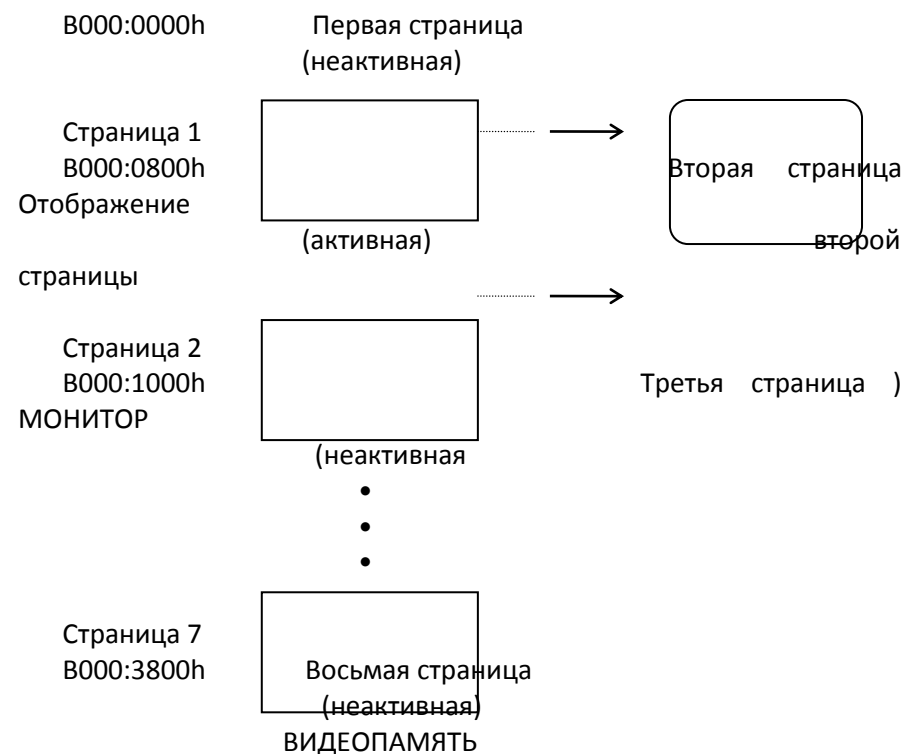 B000:0000h Первая страница
(неактивная)
Страница 1
B000:0800h Вторая страница
Отображение
(активная) второй
страницы
Страница 2
B000:1000h Третья страница )
МОНИТОР
(неактивная
Страница 7
B000:3800h Восьмая страница
(неактивная)
ВИДЕОПАМЯТЬ